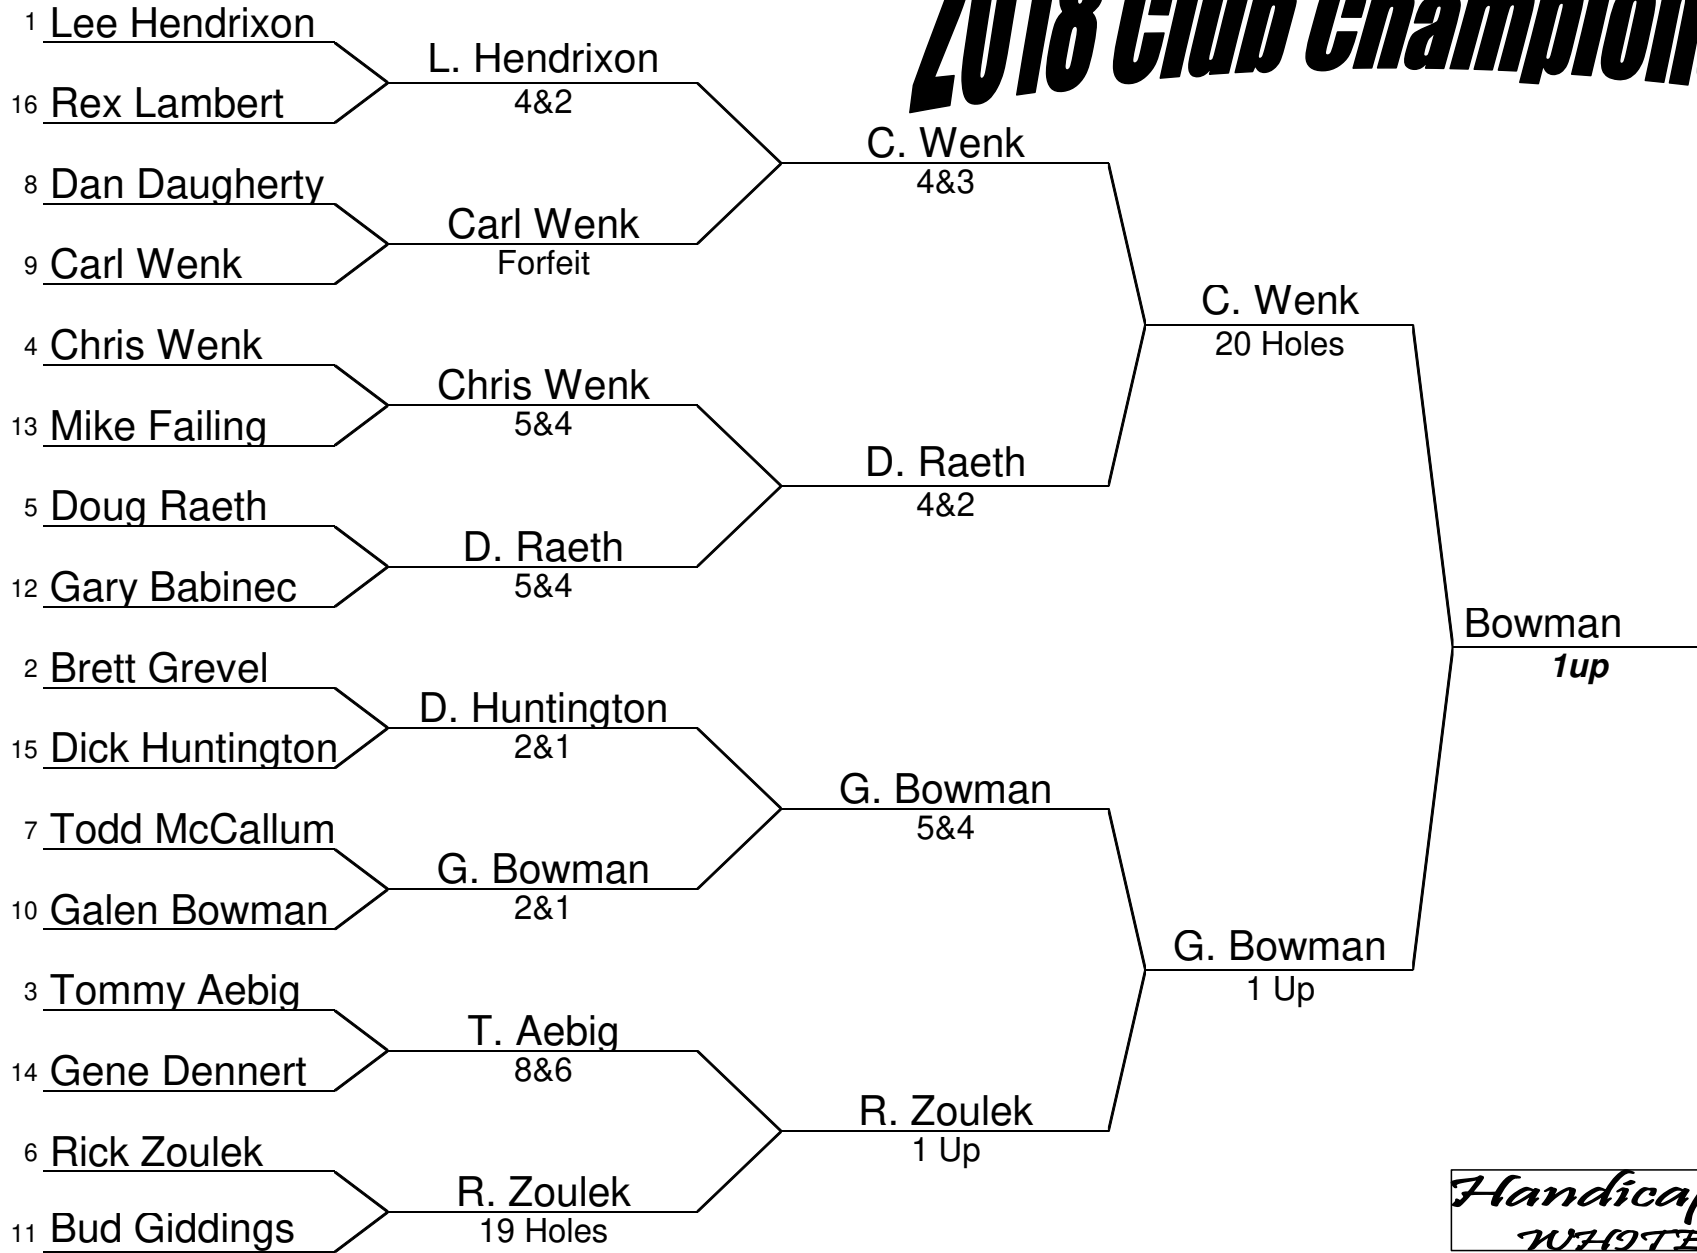 2018 Club Champion
1 Lee Hendrixon
16 Rex Lambert
8 Dan Daugherty
9 Carl Wenk
4 Chris Wenk
13 Mike Failing
5 Doug Raeth
12 Gary Babinec
2 Brett Grevel
15 Dick Huntington
7 Todd McCallum
10 Galen Bowman
3 Tommy Aebig
14 Gene Dennert
6 Rick Zoulek
11 Bud Giddings
L. Hendrixon
4&2
Carl Wenk
Forfeit
Chris Wenk
5&4
D. Raeth
5&4
D. Huntington
2&1
G. Bowman
2&1
T. Aebig
8&6
R. Zoulek
19 Holes
C. Wenk
4&3
D. Raeth
4&2
G. Bowman
5&4
R. Zoulek
1 Up
C. Wenk
20 Holes
G. Bowman
1 Up
Bowman
1up
Handicap
WHITE